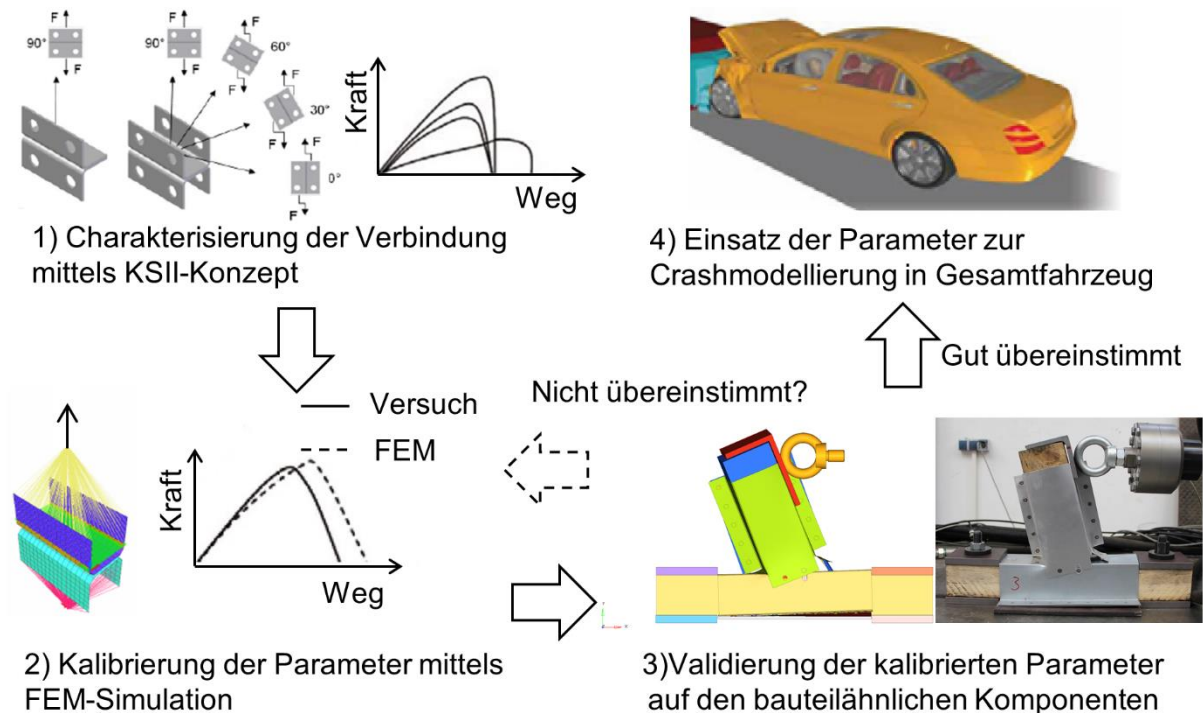 F
F
F
90°
90°
60°
F
F
F
F
30°
F
F
0°
F
Kraft
Weg
1) Charakterisierung der Verbindung
mittels KSII-Konzept
4) Einsatz der Parameter zur
Crashmodellierung in Gesamtfahrzeug
Gut übereinstimmt
Nicht übereinstimmt?
Versuch
FEM
Kraft
Weg
3
2) Kalibrierung der Parameter mittels
FEM-Simulation
3)Validierung der kalibrierten Parameter
auf den bauteilähnlichen Komponenten